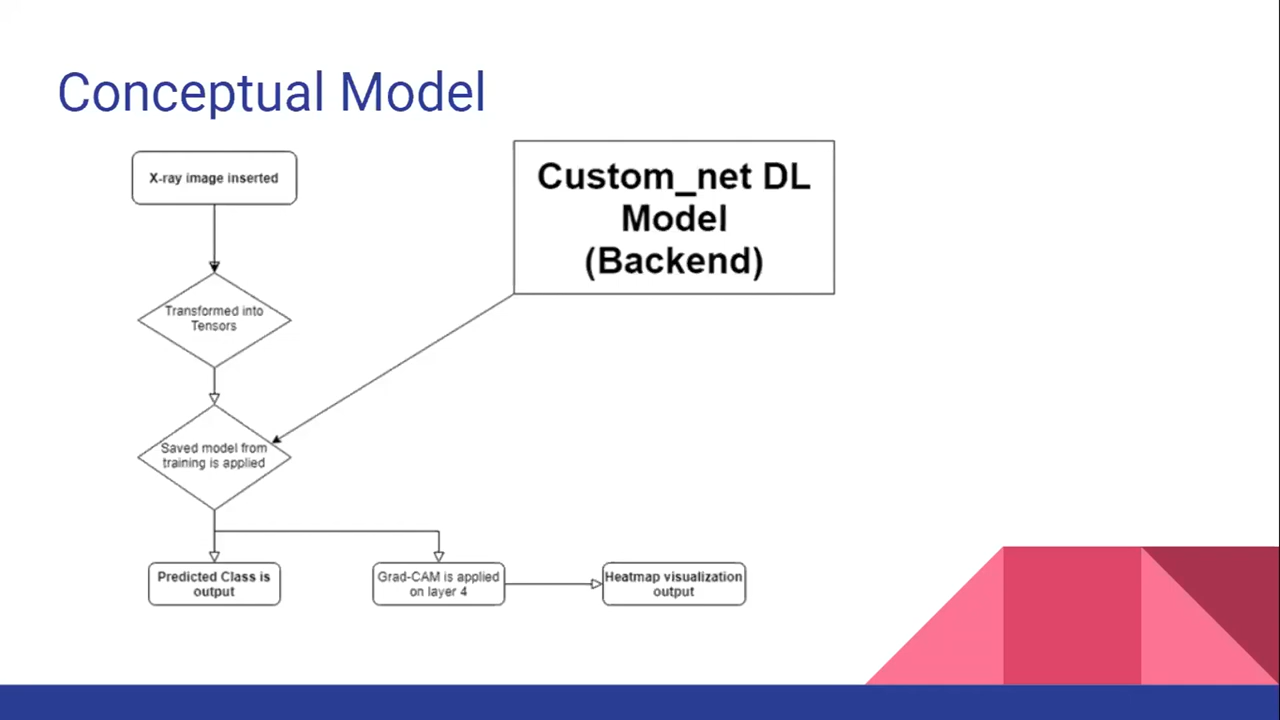 Conceptual Model
X-ray image inserted
Custom_net DL
Model
(Backend)
Transformed into
Tensors
Saved model from
training is applied
Predicted Class is
output
Grad-CAM is applied
on layer 4
Heatmap visualization
output